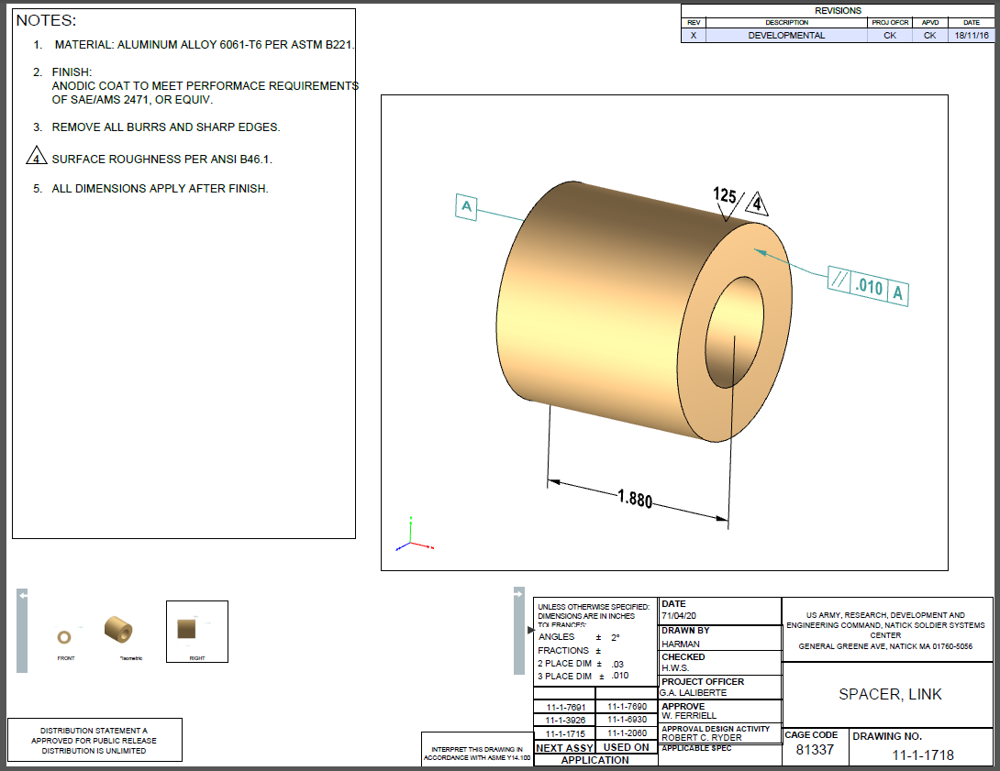 NOTES:
1. MATERIAL: ALUMINUM ALLOY 6061-T6 PER ASTM B221.
2. FINISH:
ANODIC COAT TO MEET PERFORMACE REQUIREMENTS
OF SAE/AMS 2471, OR EQUIV.
3. REMOVE ALL BURRS AND SHARP EDGES.
4 SURFACE ROUGHNESS PER ANSI B46.1.
5. ALL DIMENSIONS APPLY AFTER FINISH.
REVISIONS
REV DESCRIPTION PROJ OFCR APVD DATE
X DEVELOPMENTAL CK CK 18/11/16
A
125 4
// .010 A
1.880
FRONT
*Isometric
RIGHT
DISTRIBUTION STATEMENT A
APPROVED FOR PUBLIC RELEASE
DISTRIBUTION IS UNLIMITED
INTERPRET THIS DRAWING IN
ACCORDANCE WITH ASME Y14.100
UNLESS OTHERWISE SPECIFIED:
DIMENSIONS ARE IN INCHES
TOLERANCES:
ANGLES ± 2°
FRACTIONS ±
2 PLACE DIM ± .03
3 PLACE DIM ± .010
11-1-7691 11-1-7690
11-1-3926 11-1-6930
11-1-1715 11-1-2060
NEXT ASSY USED ON
APPLICATION
DATE
71/04/20
DRAWN BY
HARMAN
CHECKED
H.W.S.
PROJECT OFFICER
G.A. LALIBERTE
APPROVE
W. FERRIELL
APPROVAL DESIGN ACTIVITY
ROBERT C. RYDER
APPLICABLE SPEC
US ARMY, RESEARCH, DEVELOPMENT AND
ENGINEERING COMMAND, NATICK SOLDIER SYSTEMS
CENTER
GENERAL GREENE AVE, NATICK MA 01760-5056
SPACER, LINK
CAGE CODE
81337
DRAWING NO.
11-1-1718